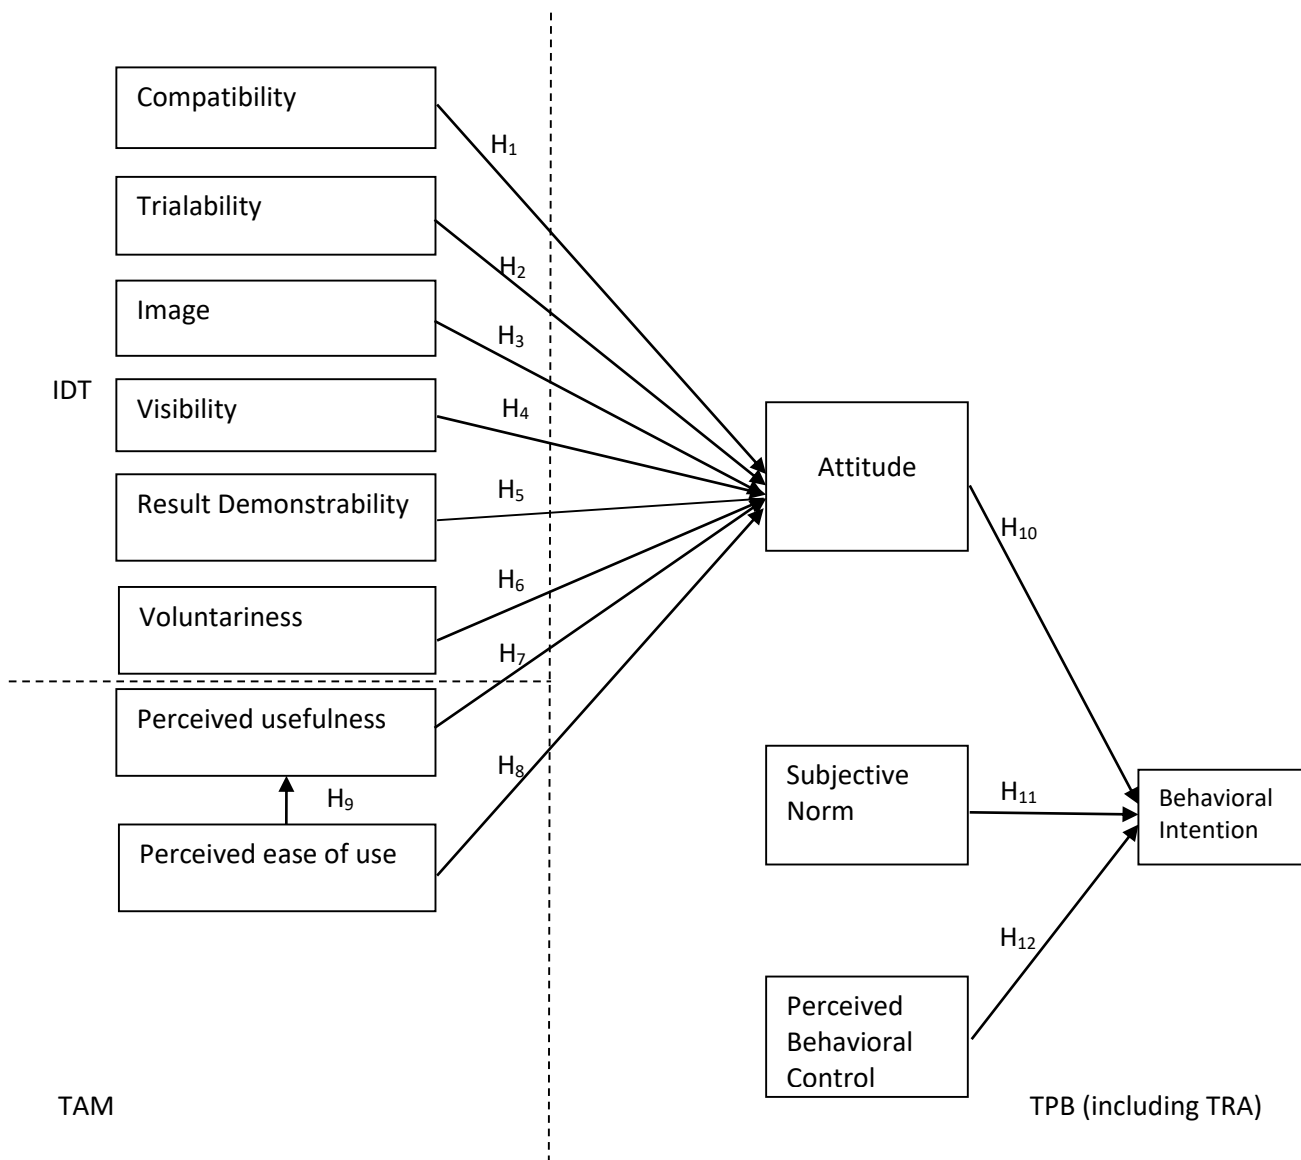 Compatibility
H₁
Trialability
H₂
Image
H₃
IDT
Visibility
H₄
Attitude
Result Demonstrability
H₅
H₁₀
H₆
Voluntariness
H₇
Perceived usefulness
H₈
Subjective
Norm
H₁₁
Behavioral
Intention
H₉
Perceived ease of use
H₁₂
Perceived
Behavioral
Control
TAM
TPB (including TRA)